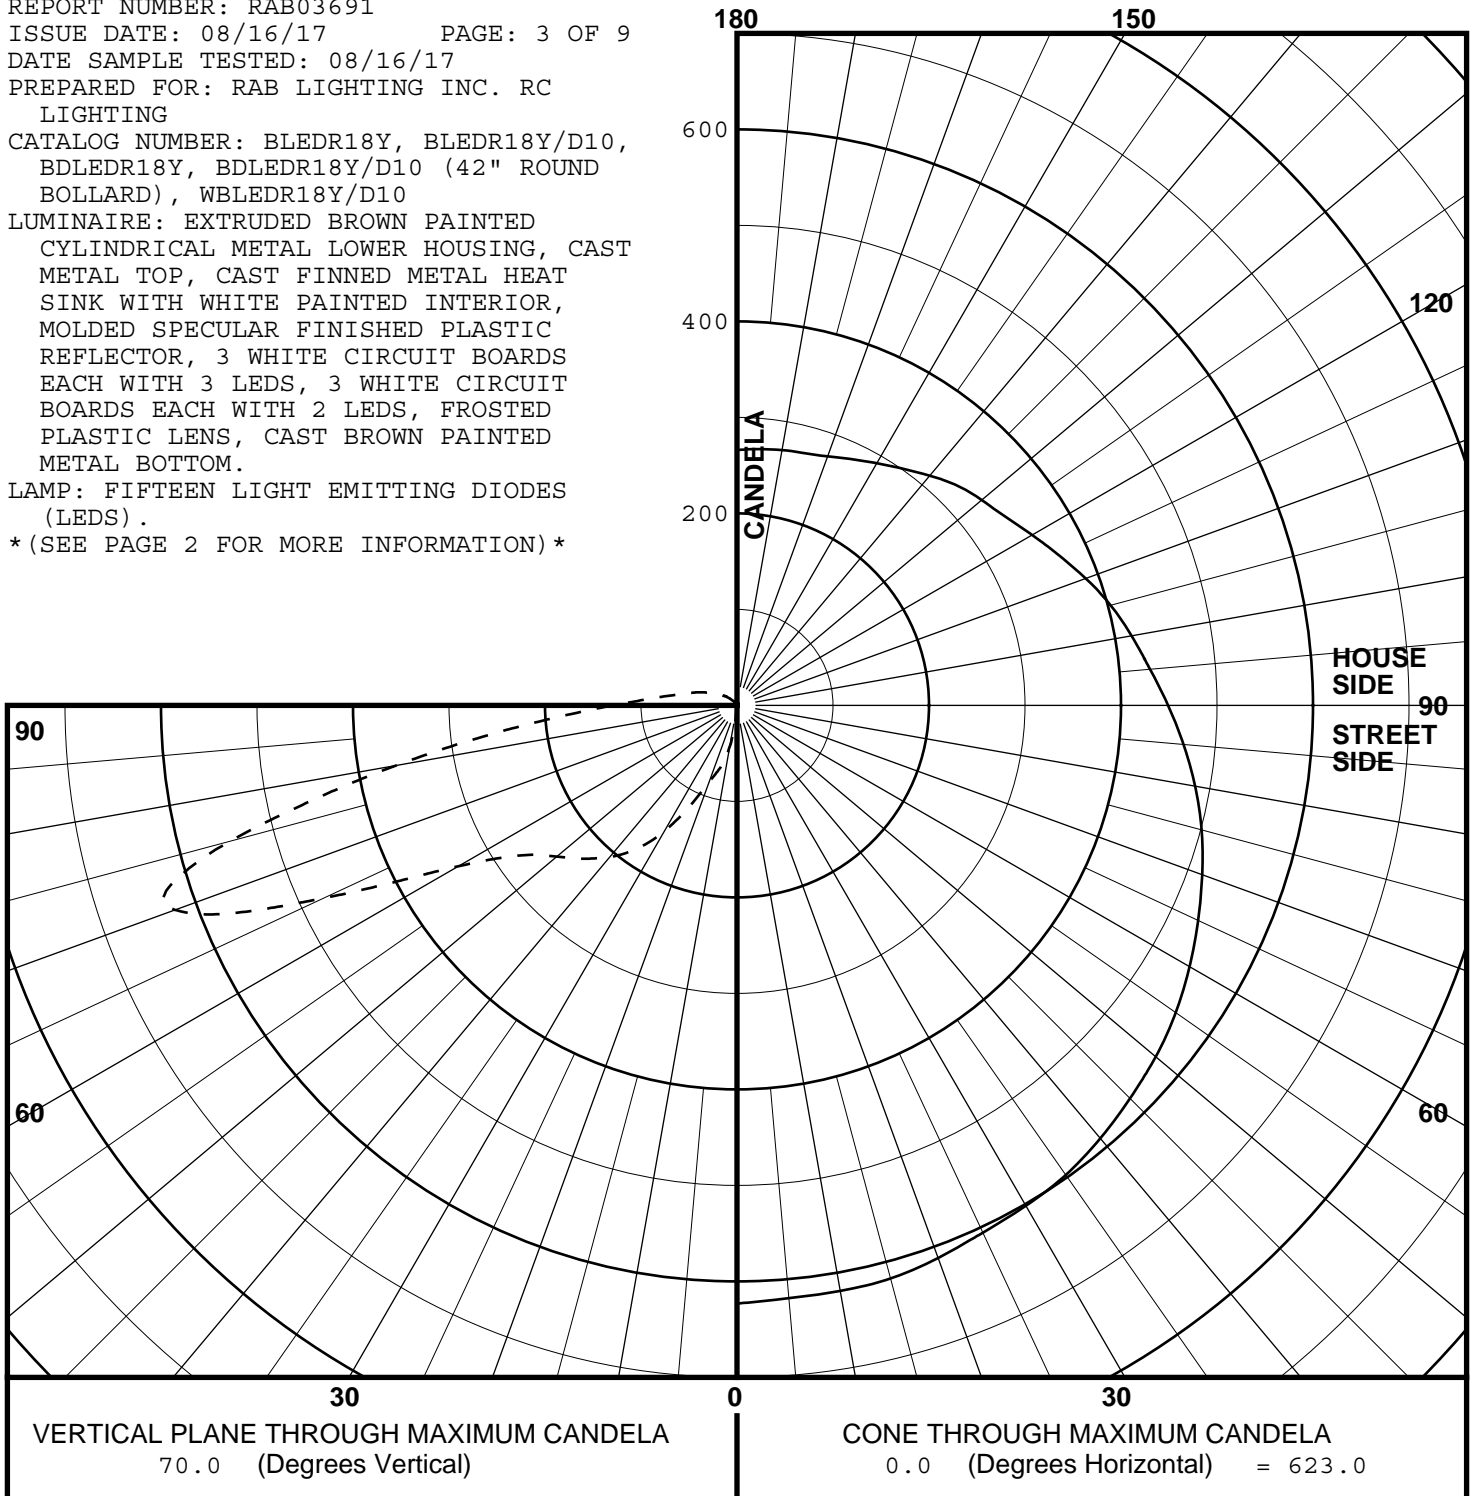 REPORT NUMBER: RAB03691
ISSUE DATE: 08/16/17 PAGE: 3 OF 9
DATE SAMPLE TESTED: 08/16/17
PREPARED FOR: RAB LIGHTING INC. RC
LIGHTING
CATALOG NUMBER: BLEDR18Y, BLEDR18Y/D10,
BDLEDR18Y, BDLEDR18Y/D10 (42" ROUND
BOLLARD), WBLEDR18Y/D10
LUMINAIRE: EXTRUDED BROWN PAINTED
CYLINDRICAL METAL LOWER HOUSING, CAST
METAL TOP, CAST FINNED METAL HEAT
SINK WITH WHITE PAINTED INTERIOR,
MOLDED SPECULAR FINISHED PLASTIC
REFLECTOR, 3 WHITE CIRCUIT BOARDS
EACH WITH 3 LEDS, 3 WHITE CIRCUIT
BOARDS EACH WITH 2 LEDS, FROSTED
PLASTIC LENS, CAST BROWN PAINTED
METAL BOTTOM.
LAMP: FIFTEEN LIGHT EMITTING DIODES
(LEDS).
*(SEE PAGE 2 FOR MORE INFORMATION)*
180
150
600
120
400
CANDELA
200
HOUSE
SIDE
90
STREET
SIDE
90
60
60
30
0
30
VERTICAL PLANE THROUGH MAXIMUM CANDELA
70.0 (Degrees Vertical)
CONE THROUGH MAXIMUM CANDELA
0.0 (Degrees Horizontal) = 623.0